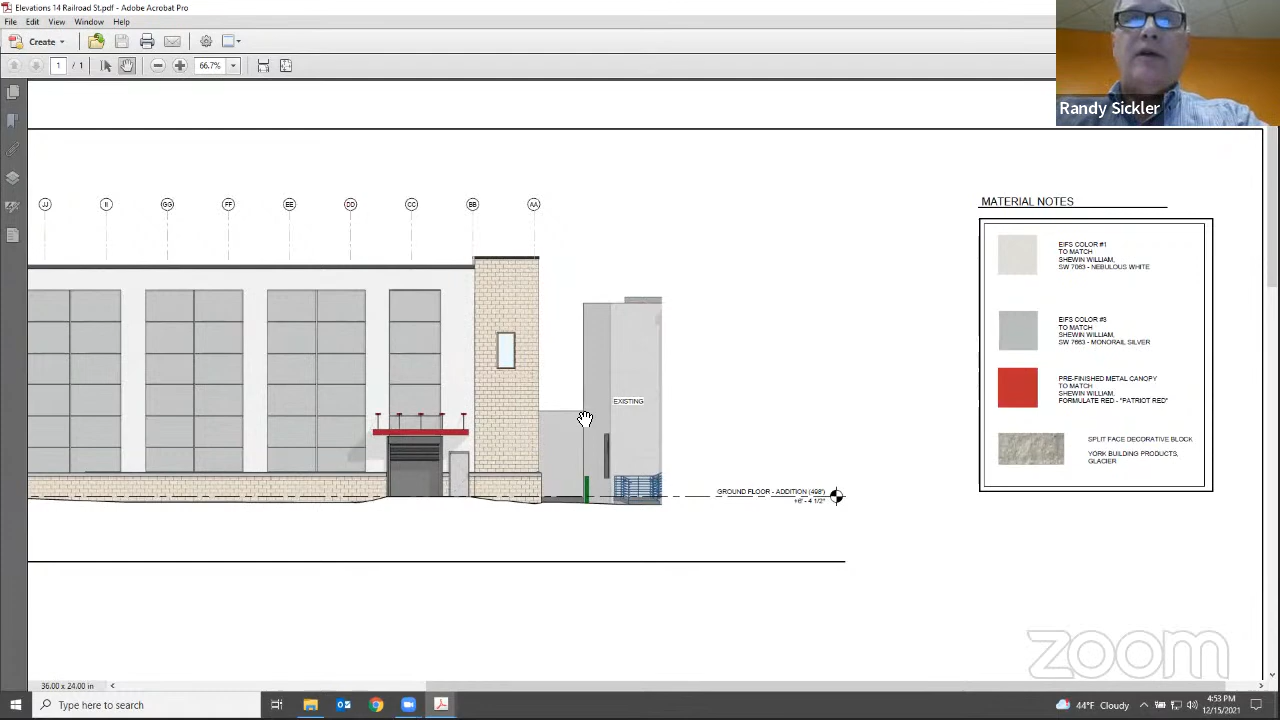 Elevations 14 Railroad St.pdf - Adobe Acrobat Pro
File Edit View Window Help
Create
1 / 1 66.7%
Randy Sickler
JJ II GG FF EE DD CC BB AA
MATERIAL NOTES
EIFS COLOR #1
TO MATCH
SHEWIN WILLIAM,
SW 7063 - NEBULOUS WHITE
EIFS COLOR #3
TO MATCH
SHEWIN WILLIAM,
SW 7663 - MONORAIL SILVER
PRE-FINISHED METAL CANOPY
TO MATCH
SHEWIN WILLIAM,
FORMULATE RED - "PATRIOT RED"
SPLIT FACE DECORATIVE BLOCK
YORK BUILDING PRODUCTS,
GLACIER
EXISTING
GROUND FLOOR - ADDITION (498')
+6' - 4 1/2"
zoom
36.00 x 24.00 in
Type here to search
44°F Cloudy
4:53 PM
12/15/2021